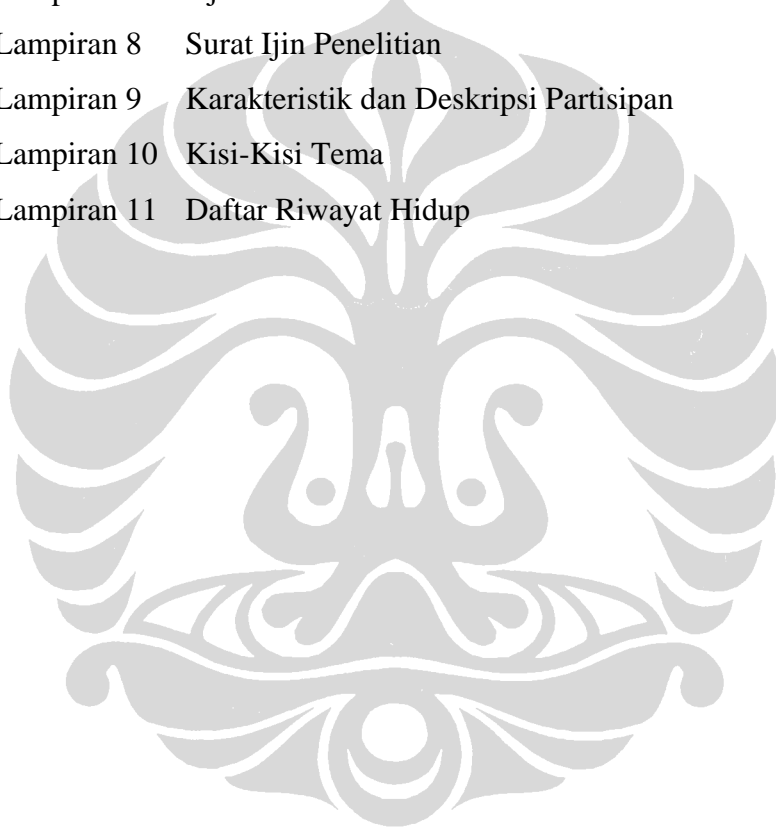 Lampiran 8 Surat Ijin Penelitian
Lampiran 9 Karakteristik dan Deskripsi Partisipan
Lampiran 10 Kisi-Kisi Tema
Lampiran 11 Daftar Riwayat Hidup